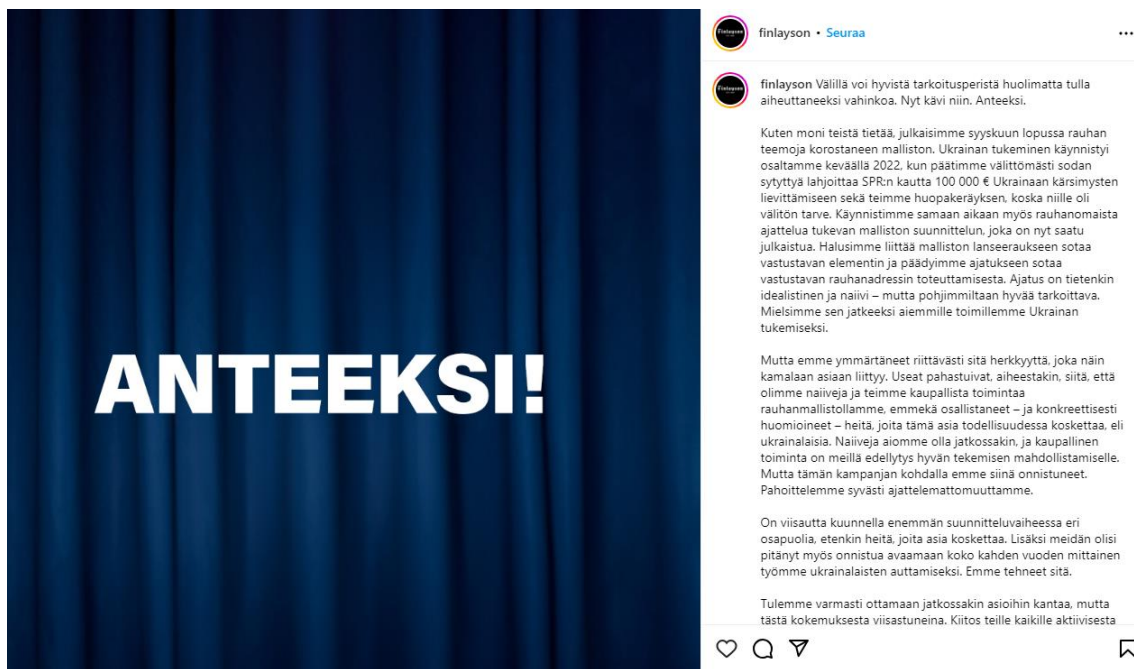 ANTEEKSI!
finlayson • Seuraa
finlayson Välillä voi hyvistä tarkoitusperistä huolimatta tulla
aiheuttaneeksi vahinkoa. Nyt kävi niin. Anteeksi.
Kuten moni teistä tietää, julkaisimme syyskuun lopussa rauhan
teemoja korostaneen malliston. Ukrainan tukeminen käynnistyi
osaltamme keväällä 2022, kun päätimme välittömästi sodan
sytyttyä lahjoittaa SPR:n kautta 100 000 € Ukrainaan kärsimysten
lievittämiseen sekä teimme huopakeräyksen, koska niille oli
välitön tarve. Käynnistimme samaan aikaan myös rauhanomaista
ajattelua tukevan malliston suunnittelun, joka on nyt saatu
julkaistua. Halusimme liittää malliston lanseeraukseen sotaa
vastustavan elementin ja päädyimme ajatukseen sotaa
vastustavan rauhanadressin toteuttamisesta. Ajatus on tietenkin
idealistinen ja naiivi – mutta pohjimmiltaan hyvää tarkoittava.
Mielsimme sen jatkeeksi aiemmille toimillemme Ukrainan
tukemiseksi.
Mutta emme ymmärtäneet riittävästi sitä herkkyyttä, joka näin
kamalaan asiaan liittyy. Useat pahastuivat, aiheestakin, siitä, että
olimme naiiveja ja teimme kaupallista toimintaa
rauhanmallistollamme, emmekä osallistaneet – ja konkreettisesti
huomioineet – heitä, joita tämä asia todellisuudessa koskettaa, eli
ukrainalaisia. Naiiveja aiomme olla jatkossakin, ja kaupallinen
toiminta on meillä edellytys hyvän tekemisen mahdollistamiselle.
Mutta tämän kampanjan kohdalla emme siinä onnistuneet.
Pahoittelemme syvästi ajattelemattomuuttamme.
On viisautta kuunnella enemmän suunnitteluvaiheessa eri
osapuolia, etenkin heitä, joita asia koskettaa. Lisäksi meidän olisi
pitänyt myös onnistua avaamaan koko kahden vuoden mittainen
työmme ukrainalaisten auttamiseksi. Emme tehneet sitä.
Tulemme varmasti ottamaan jatkossakin asioihin kantaa, mutta
tästä kokemuksesta viisastuneina. Kiitos teille kaikille aktiivisesta